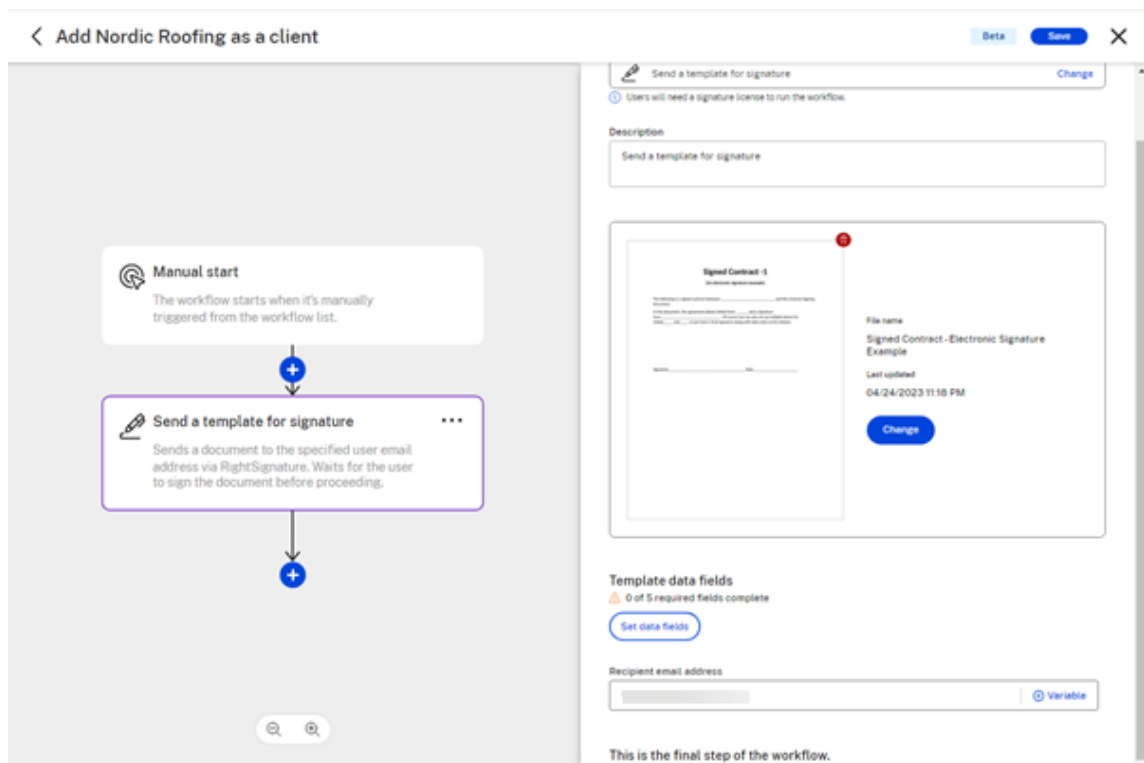 Add Nordic Roofing as a client
Beta
Save
Manual start
The workflow starts when it's manually
triggered from the workflow list.
Send a template for signature
Sends a document to the specified user email
address via RightSignature. Waits for the user
to sign the document before proceeding.
Send a template for signature
Change
Users will need a signature license to run the workflow.
Description
Send a template for signature
Signed Contract -1
File name
Signed Contract - Electronic Signature
Example
Last updated
04/24/2023 11:18 PM
Change
Template data fields
0 of 5 required fields complete
Set data fields
Recipient email address
Variable
This is the final step of the workflow.